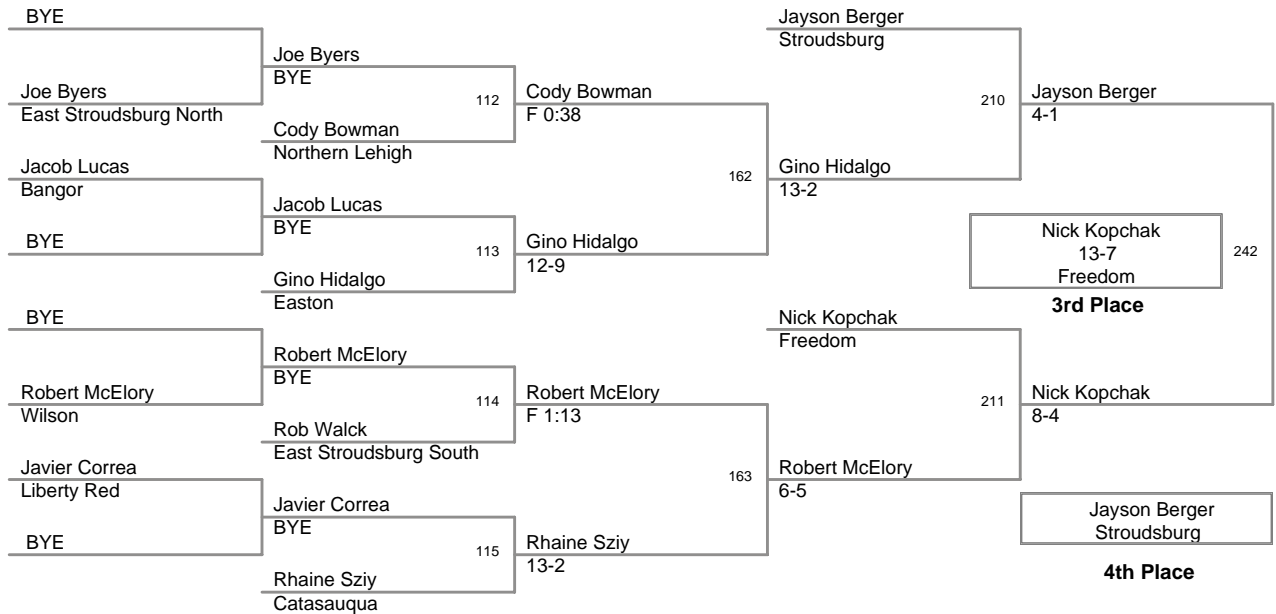 BYE
Joe Byers
East Stroudsburg North
Jacob Lucas
Bangor
BYE
BYE
Robert McElory
Wilson
Javier Correa
Liberty Red
BYE
Joe Byers
BYE
112
Cody Bowman
Northern Lehigh
Jacob Lucas
BYE
113
Gino Hidalgo
Easton
Robert McElory
BYE
114
Rob Walck
East Stroudsburg South
Javier Correa
BYE
115
Rhaine Sziy
Catasauqua
Cody Bowman
F 0:38
162
Gino Hidalgo
12-9
Robert McElory
F 1:13
163
Rhaine Sziy
13-2
Jayson Berger
Stroudsburg
210
Gino Hidalgo
13-2
Nick Kopchak
Freedom
211
Robert McElory
6-5
Jayson Berger
4-1
Nick Kopchak
13-7
Freedom
242
3rd Place
Nick Kopchak
8-4
Jayson Berger
Stroudsburg
4th Place